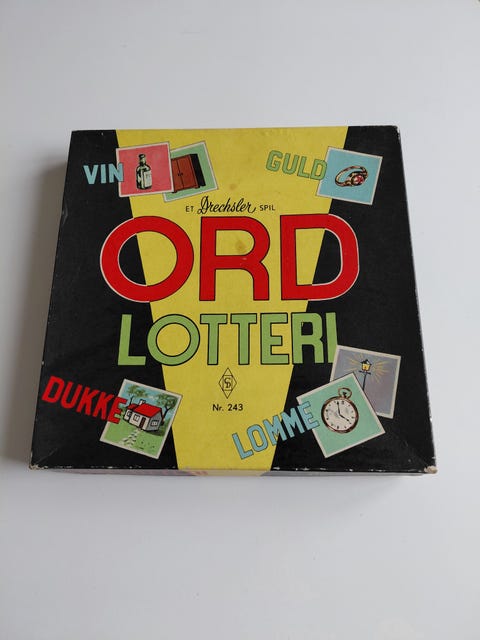 VIN
GULD
ET Drechsler SPIL
ORD
LOTTERI
DUKKE
Nr. 243
LOMME